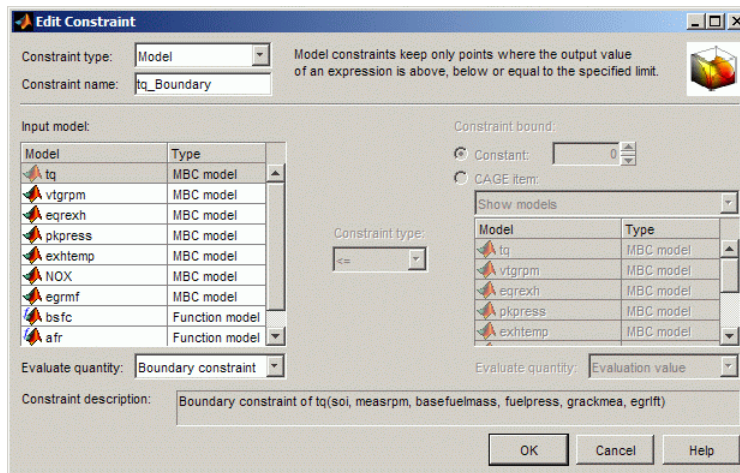 Edit Constraint
Constraint type: Model
Model constraints keep only points where the output value
of an expression is above, below or equal to the specified limit.
Constraint name: tq_Boundary
Input model:
Model Type
tq MBC model
vtgrpm MBC model
eqrexh MBC model
pkpress MBC model
exhtemp MBC model
NOX MBC model
egrmf MBC model
bsfc Function model
afr Function model
Evaluate quantity: Boundary constraint
Constraint type:
<=
Constraint bound:
Constant: 0
CAGE item:
Show models
Model Type
tq MBC model
vtgrpm MBC model
eqrexh MBC model
pkpress MBC model
exhtemp MBC model
Evaluate quantity: Evaluation value
Constraint description: Boundary constraint of tq(soi, measrpm, basefuelmass, fuelpress, grackmea, egrlft)
OK Cancel Help